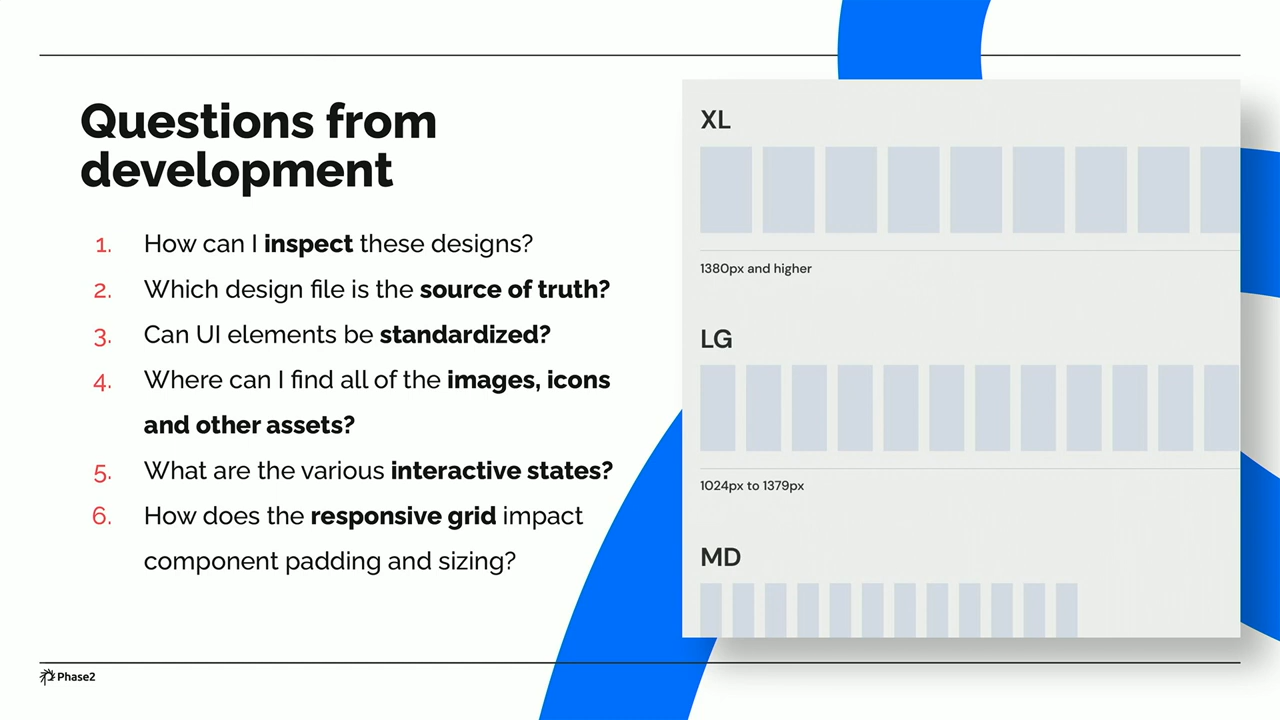 Questions from
development
1. How can I inspect these designs?
2. Which design file is the source of truth?
3. Can UI elements be standardized?
4. Where can I find all of the images, icons
and other assets?
5. What are the various interactive states?
6. How does the responsive grid impact
component padding and sizing?
XL
1380px and higher
LG
1024px to 1379px
MD
Phase2